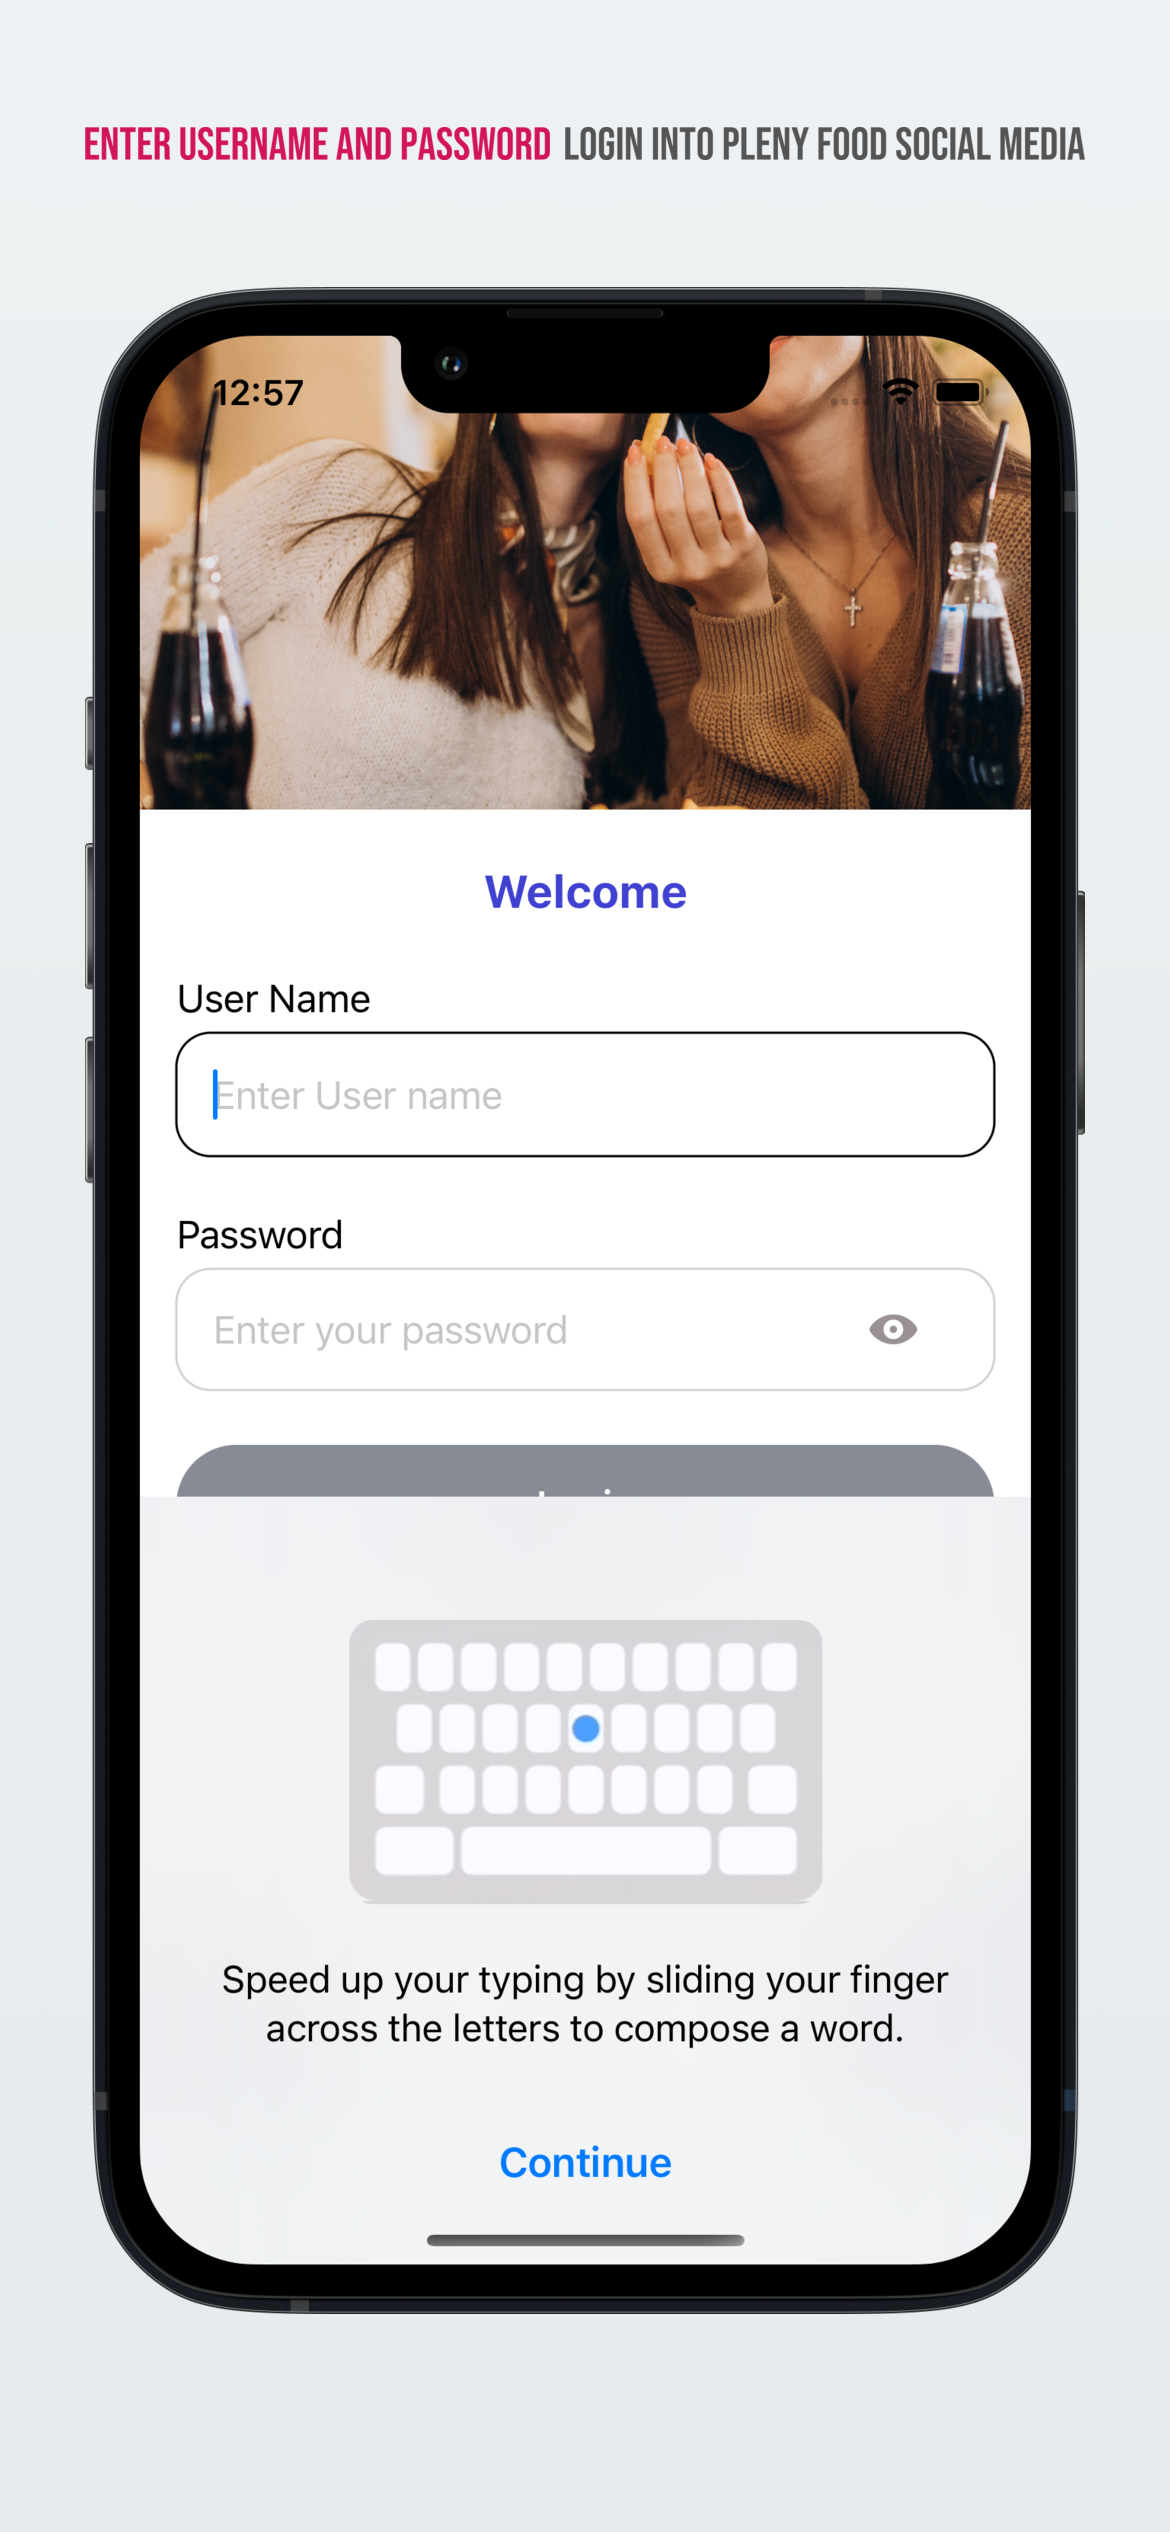 ENTER USERNAME AND PASSWORD LOGIN INTO PLENY FOOD SOCIAL MEDIA
12:57
Welcome
User Name
Enter User name
Password
Enter your password
Speed up your typing by sliding your finger
across the letters to compose a word.
Continue